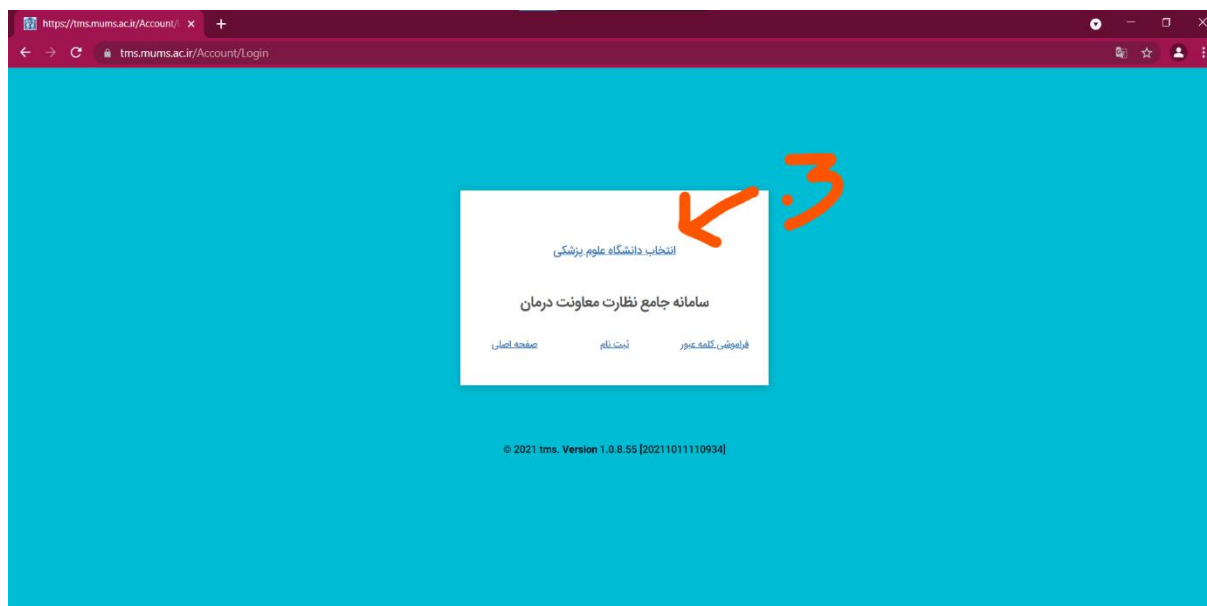 https://tms.mums.ac.ir/Account/
tms.mums.ac.ir/Account/Login
.3
انتخاب دانشگاه علوم پزشکی
سامانه جامع نظارت معاونت درمان
فراموشی کلمه عبور ثبت نام صفحه اصلی
© 2021 tms. Version 1.0.8.55 [20211011110934]